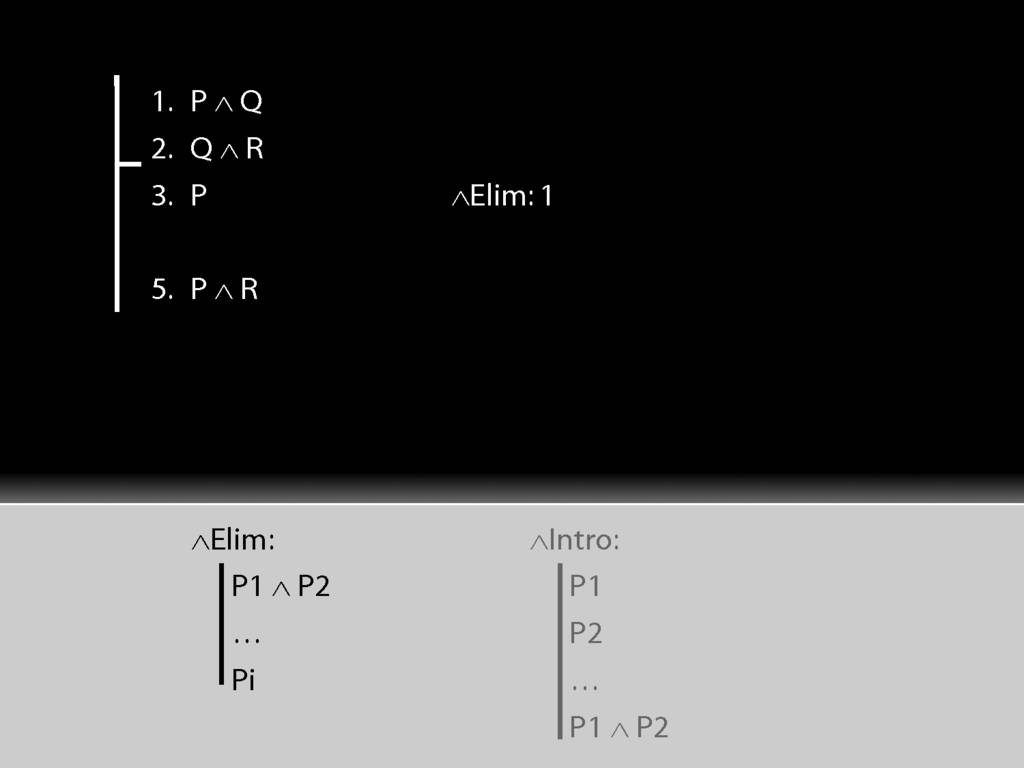 1. P ∧ Q
2. Q ∧ R
3. P ∧Elim: 1
5. P ∧ R
∧Elim:
P1 ∧ P2
…
Pi
∧Intro:
P1
P2
…
P1 ∧ P2